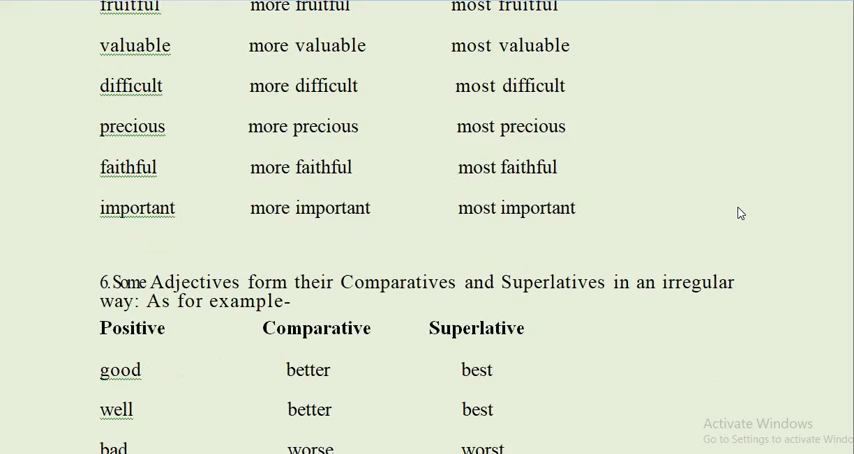 fruitful more fruitful most fruitful
valuable more valuable most valuable
difficult more difficult most difficult
precious more precious most precious
faithful more faithful most faithful
important more important most important
6.Some Adjectives form their Comparatives and Superlatives in an irregular
way: As for example-
Positive Comparative Superlative
good better best
well better best
bad worse worst
Activate Windows
Go to Settings to activate Windo